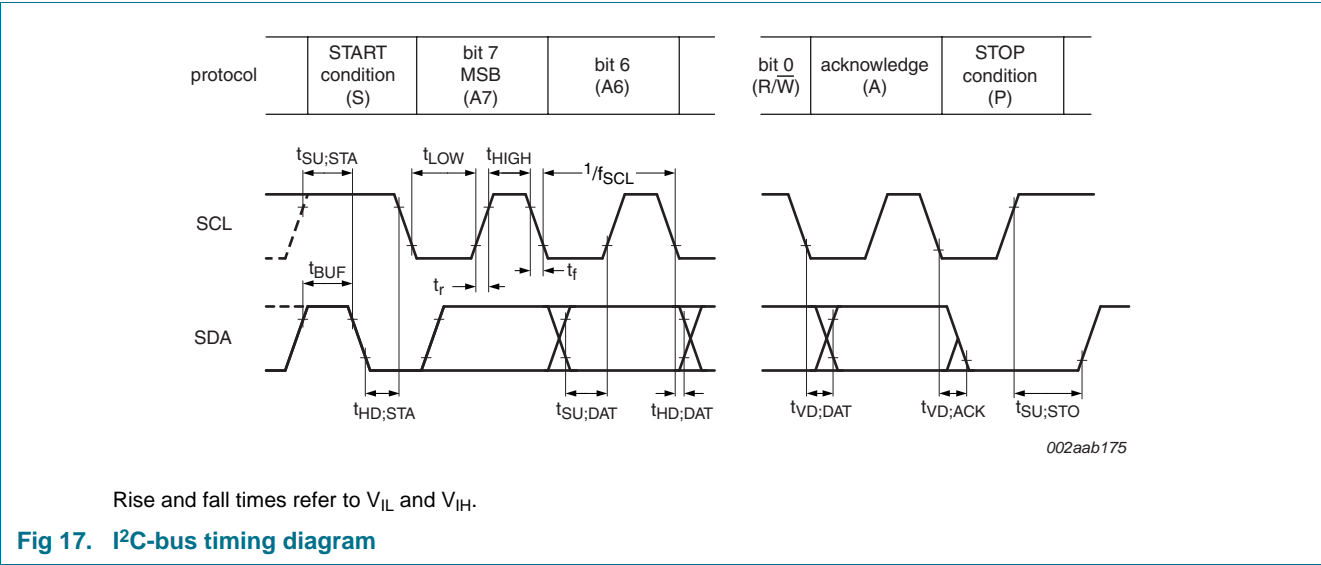 protocol
START
condition
(S)
bit 7
MSB
(A7)
bit 6
(A6)
bit 0
(R/W̅)
acknowledge
(A)
STOP
condition
(P)
tSU;STA
tLOW
tHIGH
1/fSCL
SCL
tBUF
tr
tf
SDA
tHD;STA
tSU;DAT
tHD;DAT
tVD;DAT
tVD;ACK
tSU;STO
002aab175
Rise and fall times refer to VIL and VIH.
Fig 17. I²C-bus timing diagram